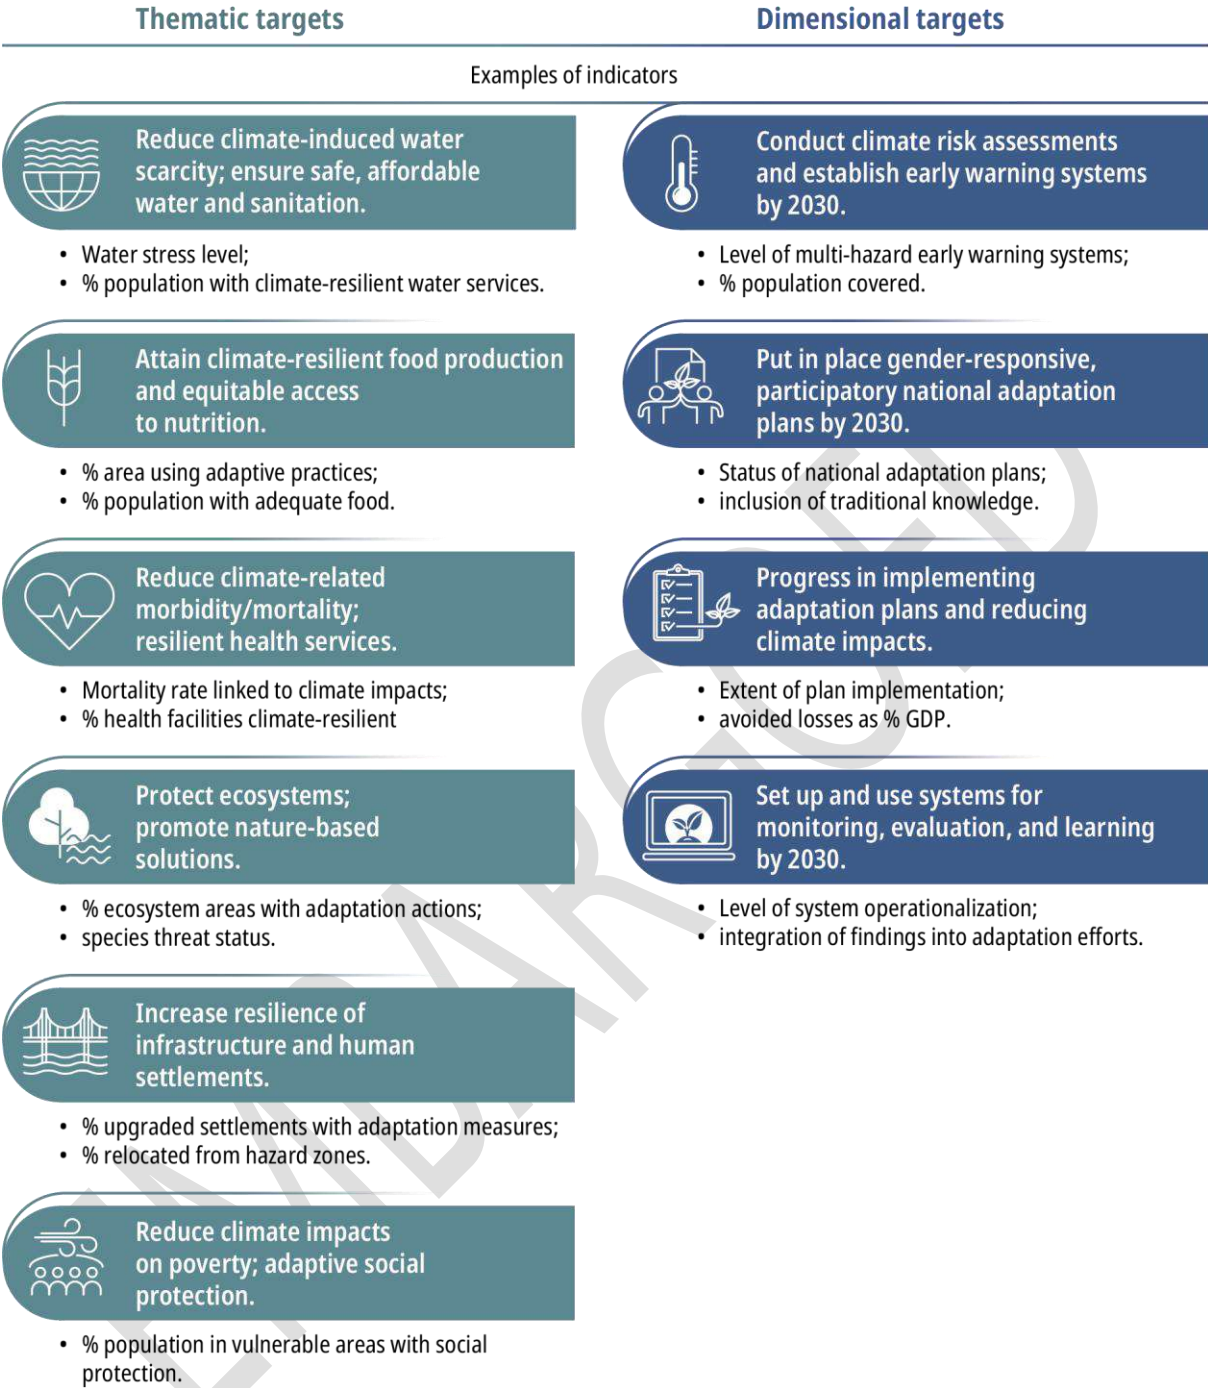 Thematic targets
Dimensional targets
Examples of indicators
Reduce climate-induced water
scarcity; ensure safe, affordable
water and sanitation.
• Water stress level;
• % population with climate-resilient water services.
Attain climate-resilient food production
and equitable access
to nutrition.
• % area using adaptive practices;
• % population with adequate food.
Reduce climate-related
morbidity/mortality;
resilient health services.
• Mortality rate linked to climate impacts;
• % health facilities climate-resilient
Protect ecosystems;
promote nature-based
solutions.
• % ecosystem areas with adaptation actions;
• species threat status.
Increase resilience of
infrastructure and human
settlements.
• % upgraded settlements with adaptation measures;
• % relocated from hazard zones.
Reduce climate impacts
on poverty; adaptive social
protection.
• % population in vulnerable areas with social
protection.
Conduct climate risk assessments
and establish early warning systems
by 2030.
• Level of multi-hazard early warning systems;
• % population covered.
Put in place gender-responsive,
participatory national adaptation
plans by 2030.
• Status of national adaptation plans;
• inclusion of traditional knowledge.
Progress in implementing
adaptation plans and reducing
climate impacts.
• Extent of plan implementation;
• avoided losses as % GDP.
Set up and use systems for
monitoring, evaluation, and learning
by 2030.
• Level of system operationalization;
• integration of findings into adaptation efforts.
EMBARGOED